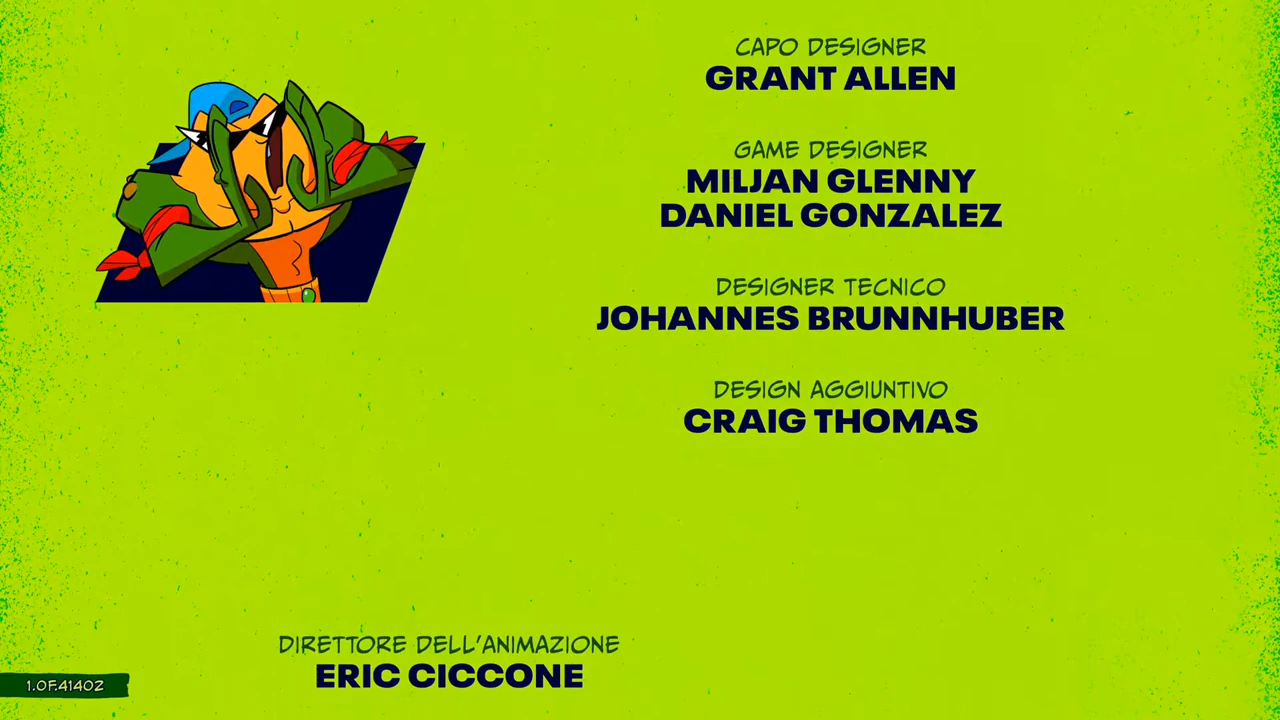 CAPO DESIGNER
GRANT ALLEN
GAME DESIGNER
MILJAN GLENNY
DANIEL GONZALEZ
DESIGNER TECNICO
JOHANNES BRUNNHUBER
DESIGN AGGIUNTIVO
CRAIG THOMAS
DIRETTORE DELL'ANIMAZIONE
ERIC CICCONE
1.0F.41402